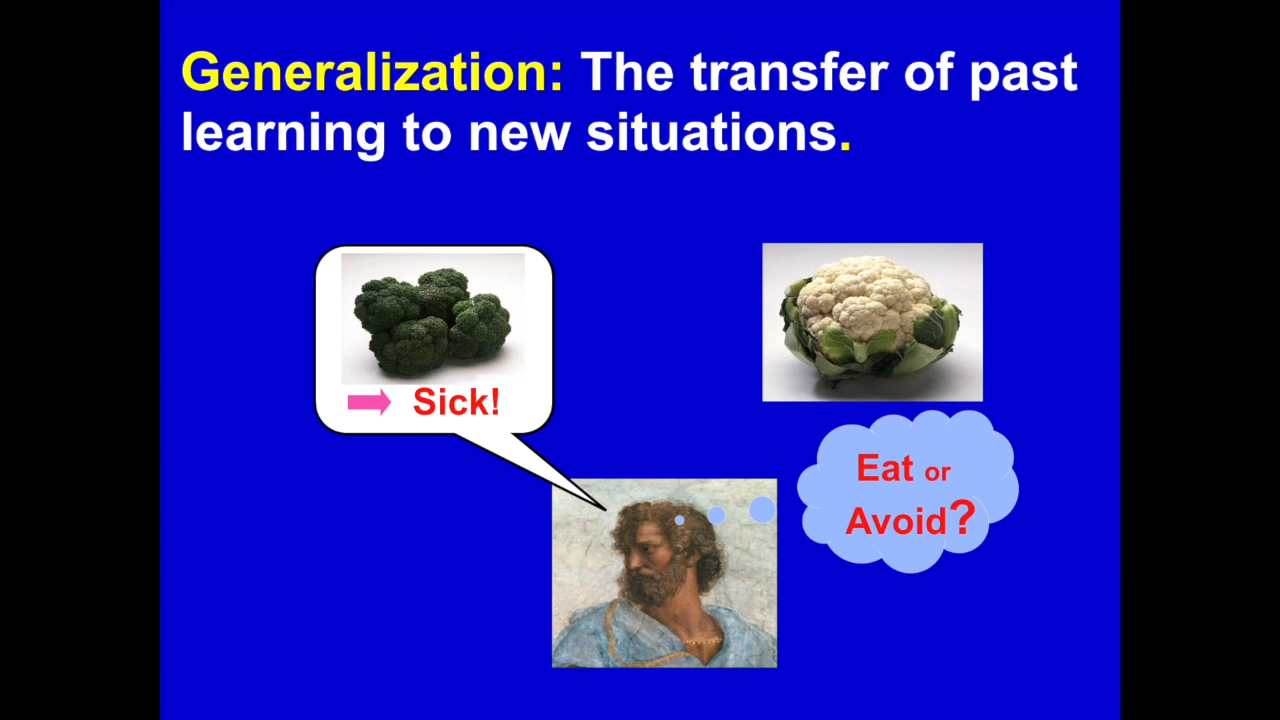 Generalization: The transfer of past
learning to new situations.
Sick!
Eat or
Avoid?